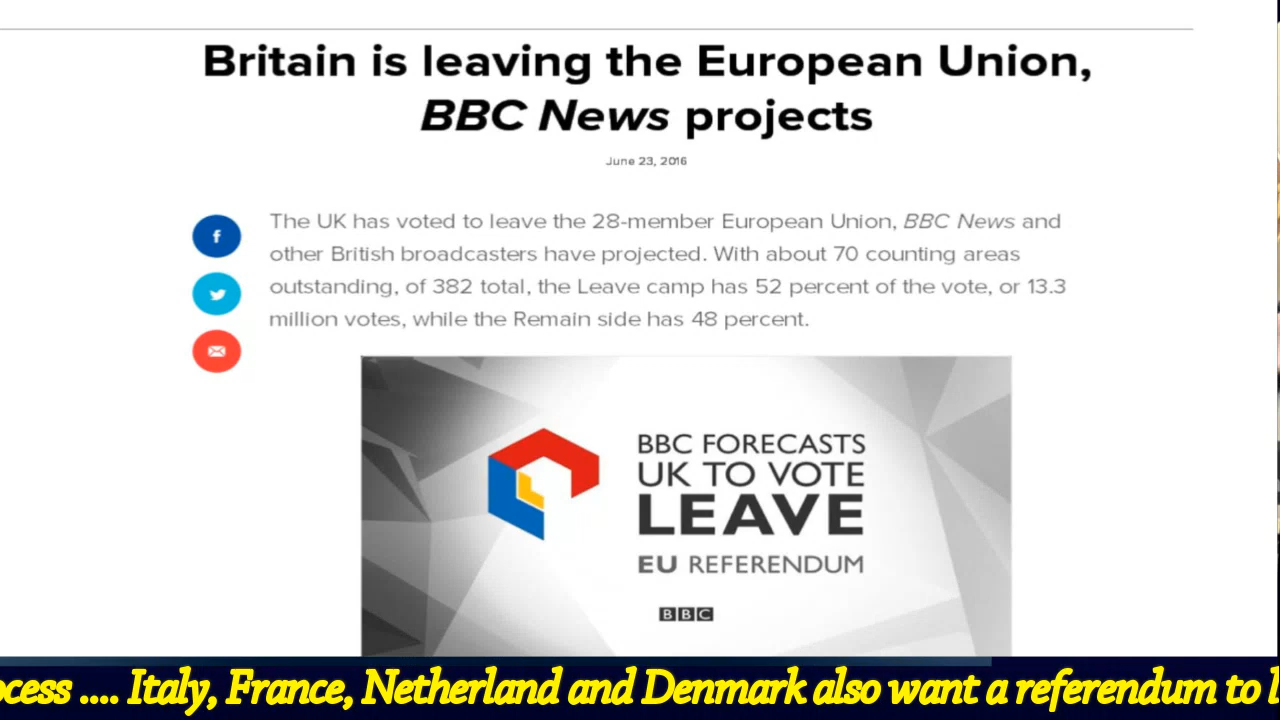 Britain is leaving the European Union,
BBC News projects
June 23, 2016
The UK has voted to leave the 28-member European Union, BBC News and
other British broadcasters have projected. With about 70 counting areas
outstanding, of 382 total, the Leave camp has 52 percent of the vote, or 13.3
million votes, while the Remain side has 48 percent.
BBC FORECASTS
UK TO VOTE
LEAVE
EU REFERENDUM
BBC
ocess .... Italy, France, Netherland and Denmark also want a referendum to l